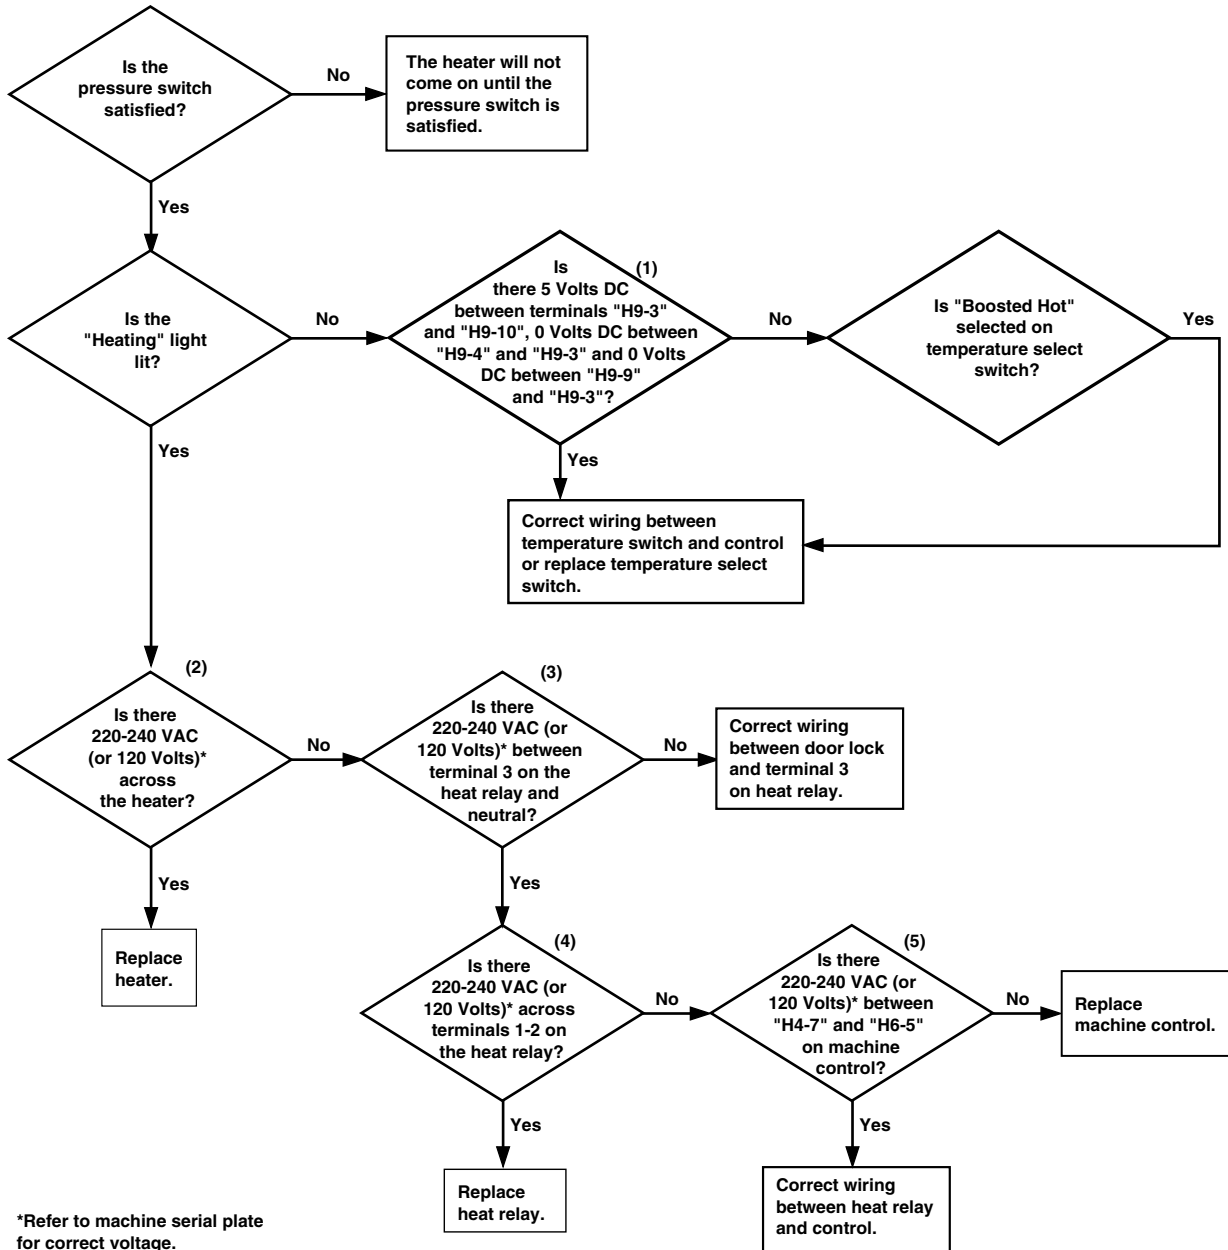 Is the
pressure switch
satisfied?
No
The heater will not
come on until the
pressure switch is
satisfied.
Yes
Is the
"Heating" light
lit?
No
(1)
Is
there 5 Volts DC
between terminals "H9-3"
and "H9-10", 0 Volts DC between
"H9-4" and "H9-3" and 0 Volts
DC between "H9-9"
and "H9-3"?
No
Is "Boosted Hot"
selected on
temperature select
switch?
Yes
Yes
Yes
Correct wiring between
temperature switch and control
or replace temperature select
switch.
(2)
Is there
220-240 VAC
(or 120 Volts)*
across
the heater?
No
(3)
Is there
220-240 VAC (or
120 Volts)* between
terminal 3 on the
heat relay and
neutral?
No
Correct wiring
between door lock
and terminal 3
on heat relay.
Yes
Yes
Replace
heater.
(4)
Is there
220-240 VAC (or
120 Volts)* across
terminals 1-2 on
the heat relay?
No
(5)
Is there
220-240 VAC (or
120 Volts)* between
"H4-7" and "H6-5"
on machine
control?
No
Replace
machine control.
Yes
Yes
Replace
heat relay.
Correct wiring
between heat relay
and control.
*Refer to machine serial plate
for correct voltage.